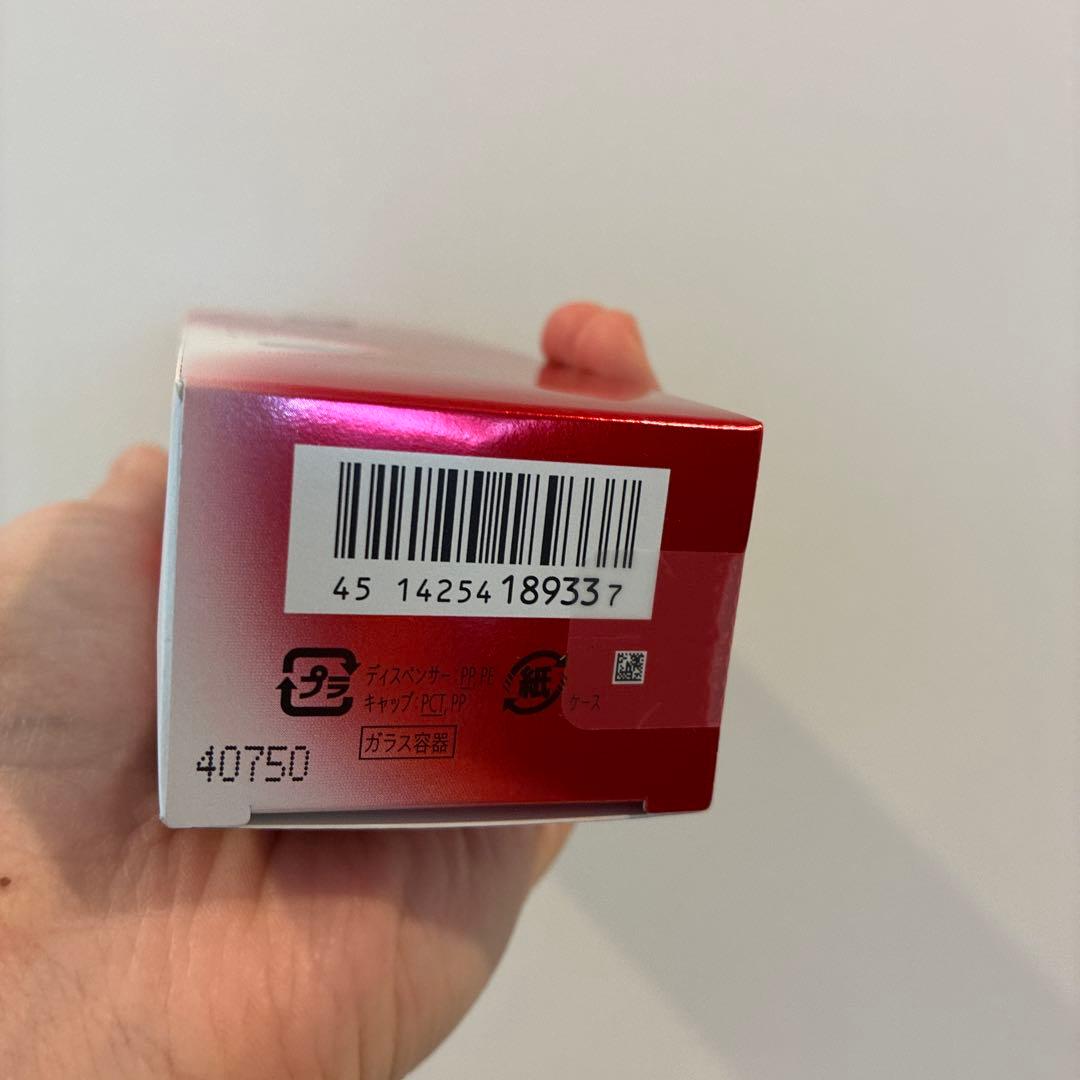 45 14254 18933 7
プラ
ディスペンサー:PP,PE
キャップ:PCT,PP
紙
ケース
ガラス容器
40750